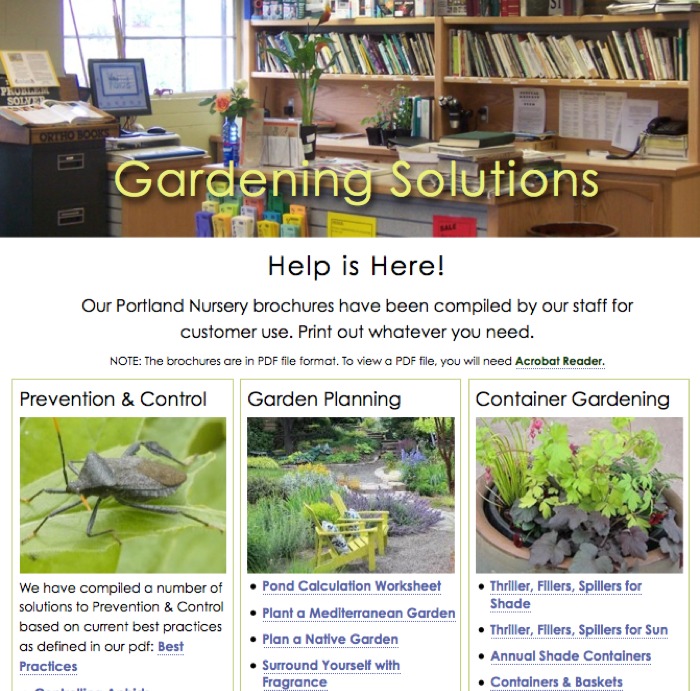 PROBLEM
SOLVER
ORTHO BOOKS
SALE
Gardening Solutions
Help is Here!
Our Portland Nursery brochures have been compiled by our staff for
customer use. Print out whatever you need.
NOTE: The brochures are in PDF file format. To view a PDF file, you will need Acrobat Reader.
Prevention & Control
We have compiled a number of
solutions to Prevention & Control
based on current best practices
as defined in our pdf: Best
Practices
Garden Planning
• Pond Calculation Worksheet
• Plant a Mediterranean Garden
• Plan a Native Garden
• Surround Yourself with
Fragrance
Container Gardening
• Thriller, Fillers, Spillers for
Shade
• Thriller, Fillers, Spillers for Sun
• Annual Shade Containers
• Containers & Baskets